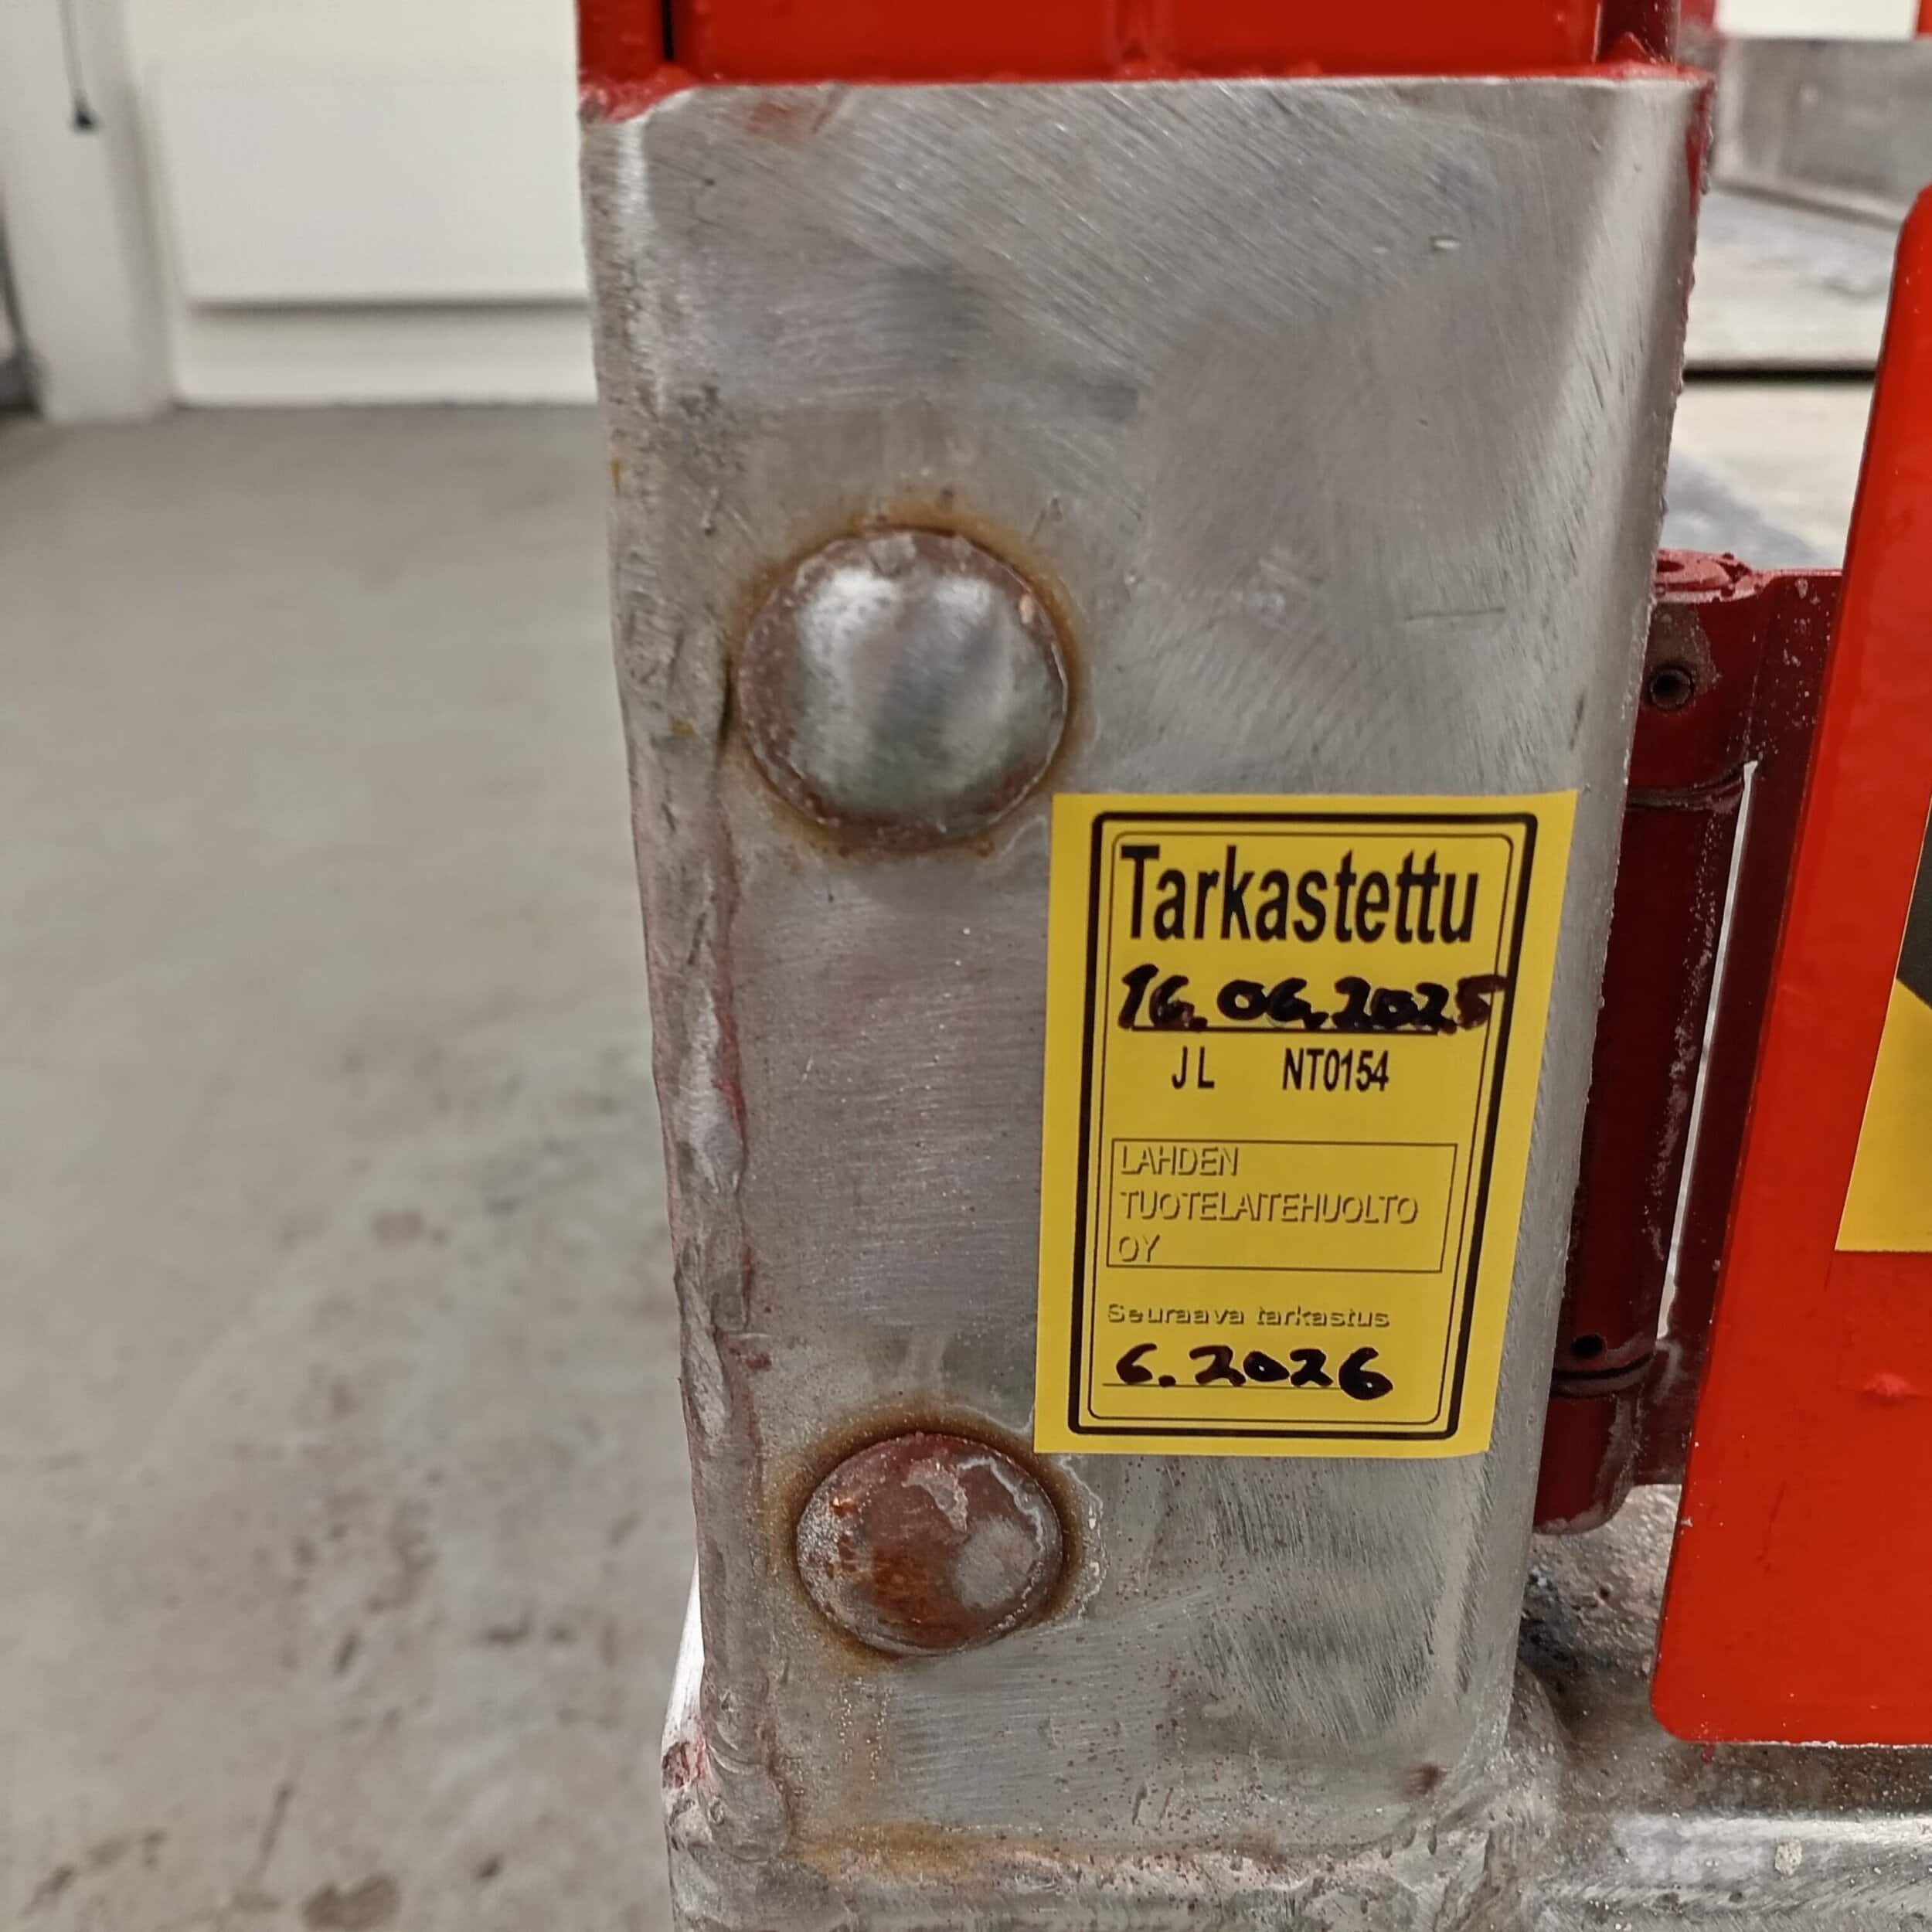 Tarkastettu
16.06.2025
JL NT0154
LAHDEN
TUOTELAITEHUOLTO
OY
Seuraava tarkastus
6.2026